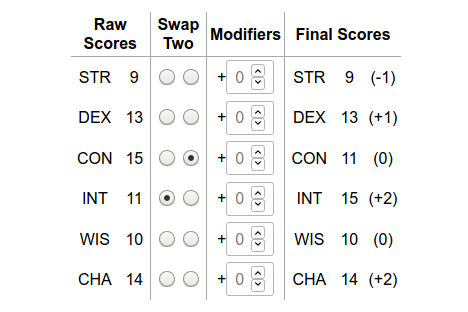 Raw Scores Swap Two Modifiers Final Scores
STR 9 + 0 STR 9 (-1)
DEX 13 + 0 DEX 13 (+1)
CON 15 + 0 CON 11 (0)
INT 11 + 0 INT 15 (+2)
WIS 10 + 0 WIS 10 (0)
CHA 14 + 0 CHA 14 (+2)